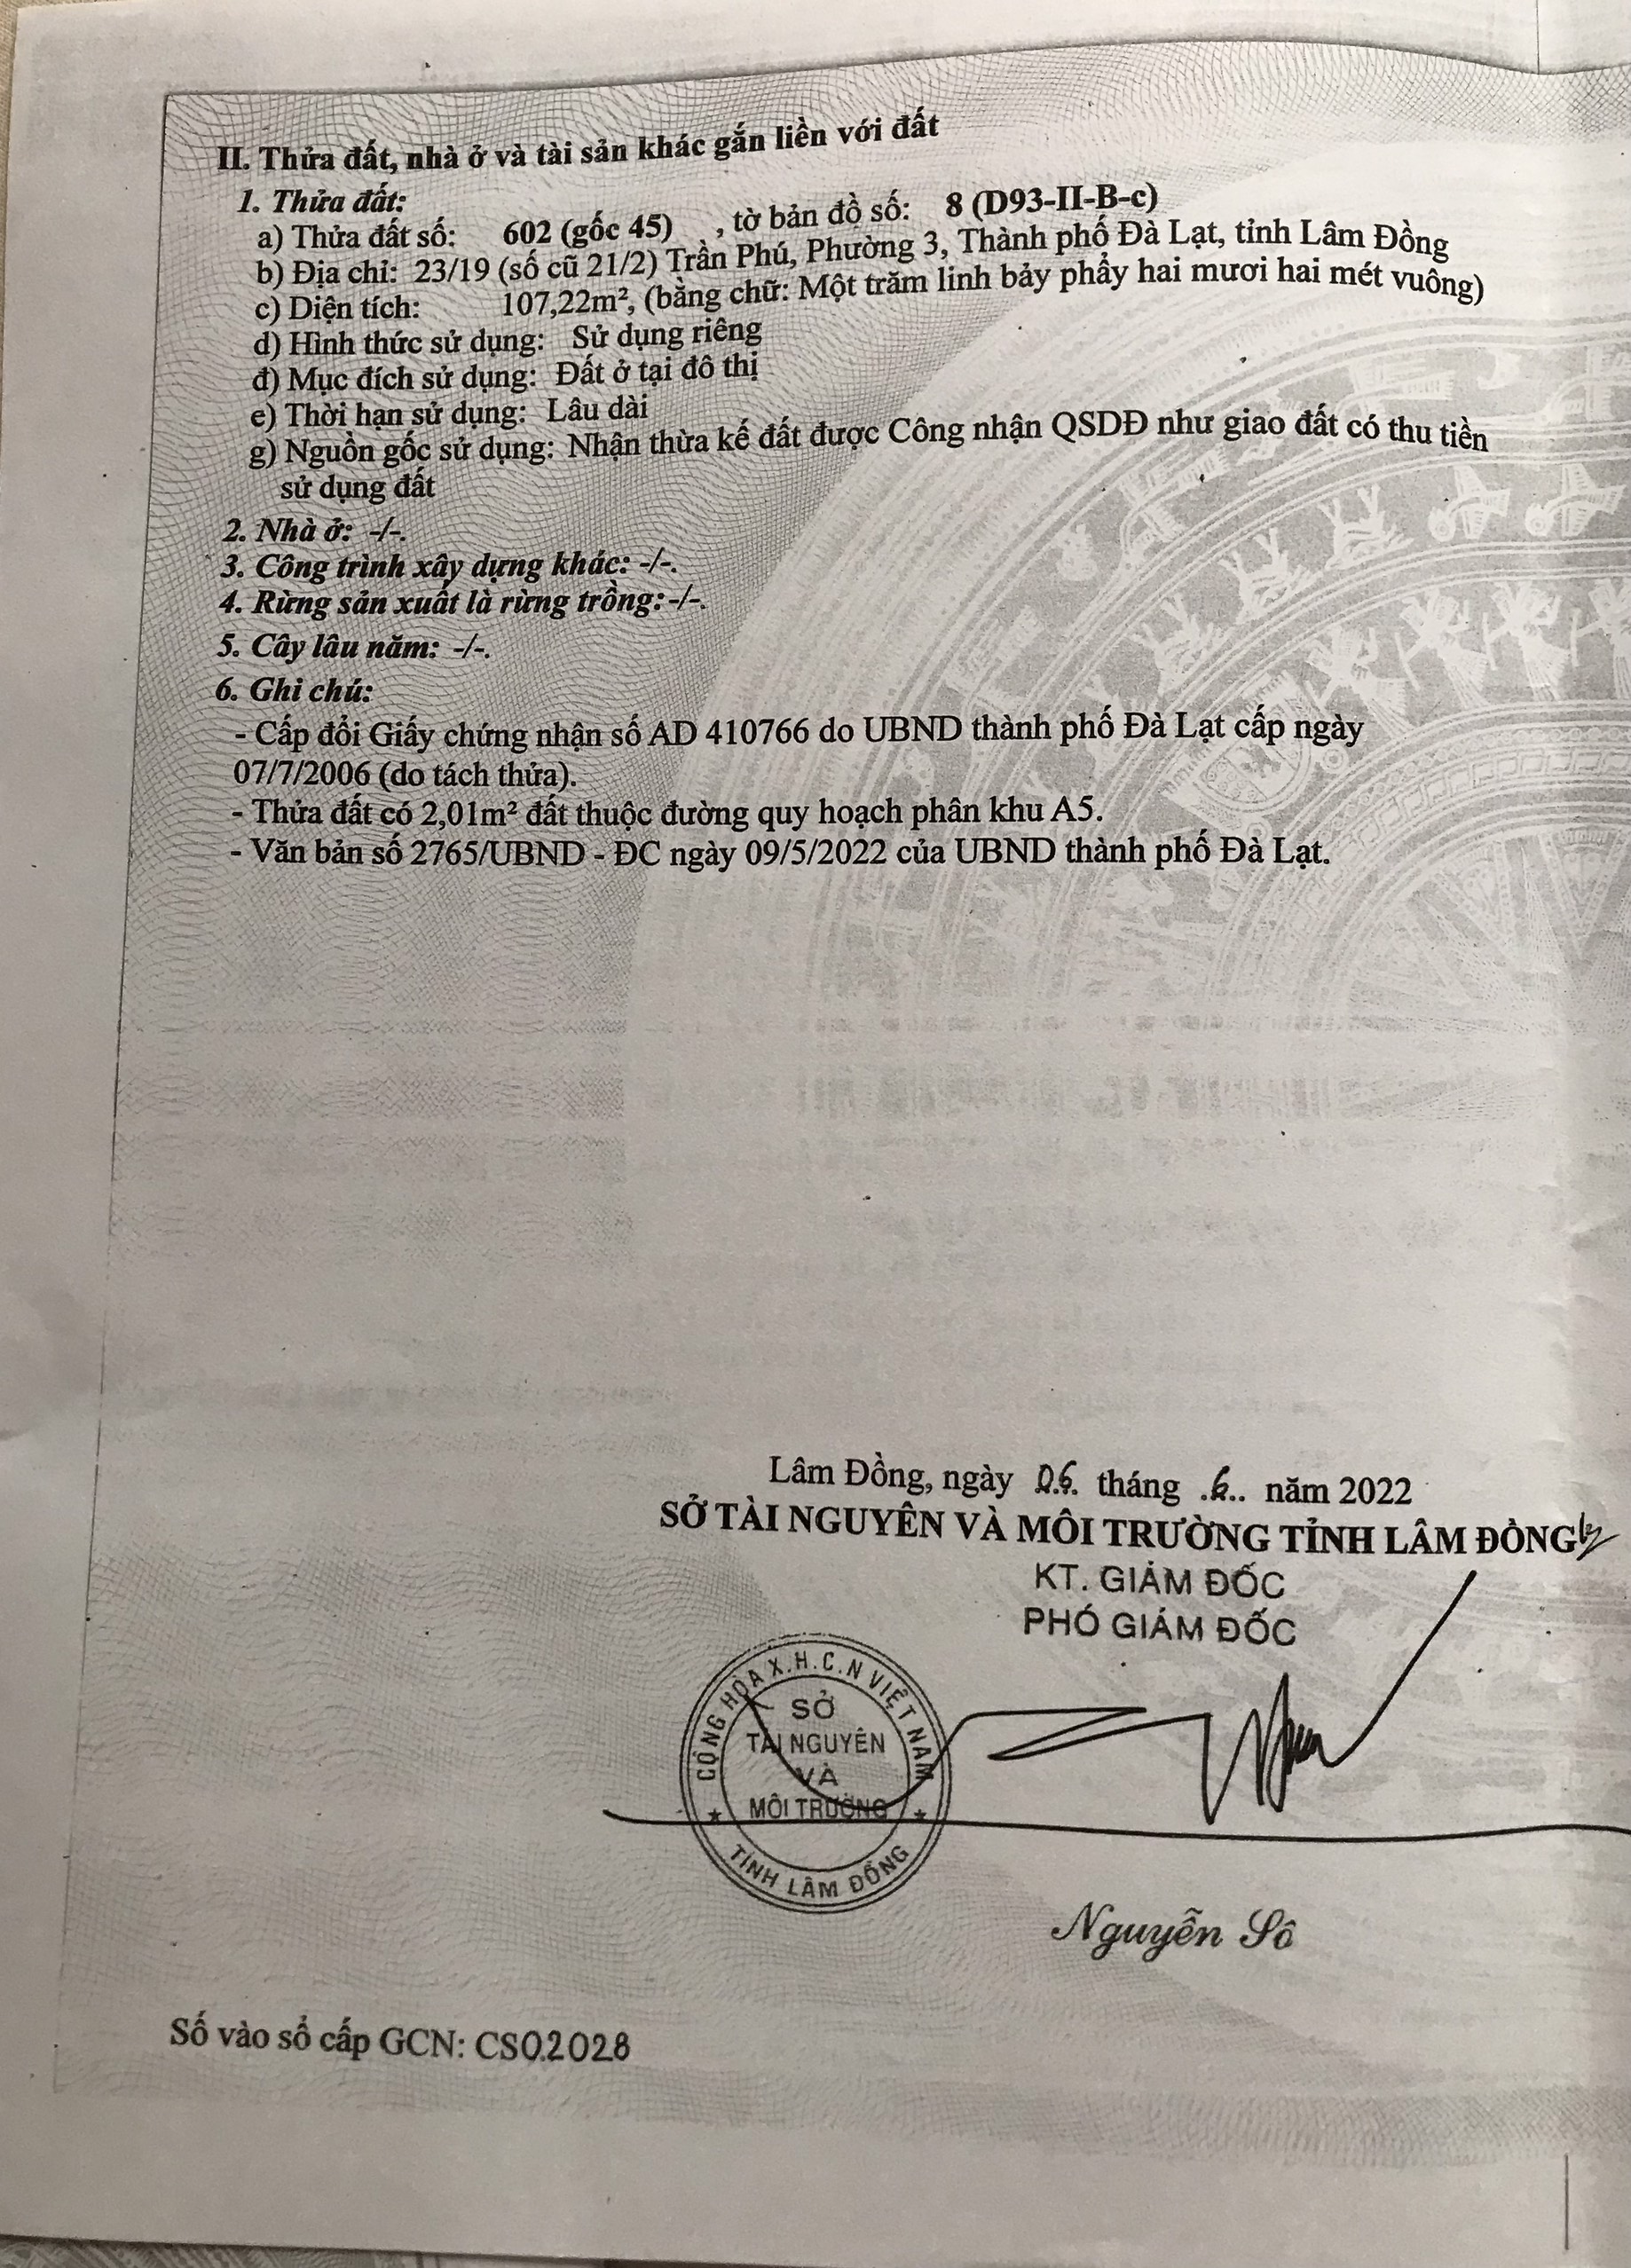 II. Thửa đất, nhà ở và tài sản khác gắn liền với đất
1. Thửa đất:
a) Thửa đất số: 602 (gốc 45) , tờ bản đồ số: 8 (D93-II-B-c)
b) Địa chỉ: 23/19 (số cũ 21/2) Trần Phú, Phường 3, Thành phố Đà Lạt, tỉnh Lâm Đồng
c) Diện tích: 107,22m², (bằng chữ: Một trăm linh bảy phẩy hai mươi hai mét vuông)
d) Hình thức sử dụng: Sử dụng riêng
đ) Mục đích sử dụng: Đất ở tại đô thị
e) Thời hạn sử dụng: Lâu dài
g) Nguồn gốc sử dụng: Nhận thừa kế đất được Công nhận QSDĐ như giao đất có thu tiền
sử dụng đất
2. Nhà ở: -/-.
3. Công trình xây dựng khác: -/-.
4. Rừng sản xuất là rừng trồng: -/-.
5. Cây lâu năm: -/-.
6. Ghi chú:
- Cấp đổi Giấy chứng nhận số AD 410766 do UBND thành phố Đà Lạt cấp ngày
07/7/2006 (do tách thửa).
- Thửa đất có 2,01m² đất thuộc đường quy hoạch phân khu A5.
- Văn bản số 2765/UBND - ĐC ngày 09/5/2022 của UBND thành phố Đà Lạt.
Lâm Đồng, ngày 06 tháng 6 năm 2022
SỞ TÀI NGUYÊN VÀ MÔI TRƯỜNG TỈNH LÂM ĐỒNG
KT. GIÁM ĐỐC
PHÓ GIÁM ĐỐC
CỘNG HÒA X.H.C.N VIỆT NAM
SỞ
TÀI NGUYÊN
VÀ
MÔI TRƯỜNG
TỈNH LÂM ĐỒNG
Nguyễn Sô
Số vào sổ cấp GCN: CS02028